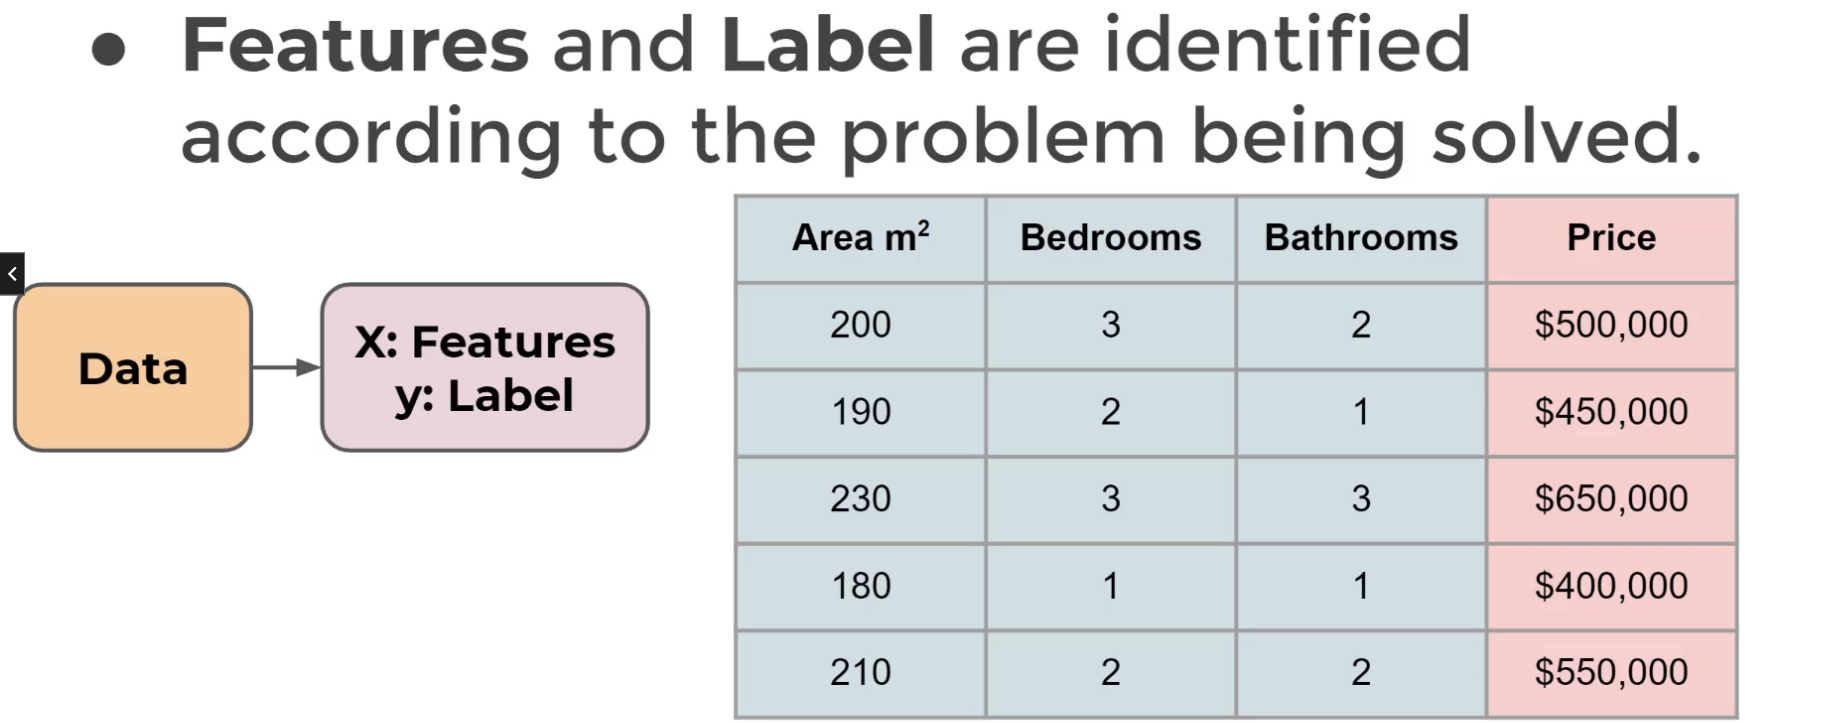 ● Features and Label are identified
according to the problem being solved.
Data
X: Features
y: Label
Area m² Bedrooms Bathrooms Price
200 3 2 $500,000
190 2 1 $450,000
230 3 3 $650,000
180 1 1 $400,000
210 2 2 $550,000